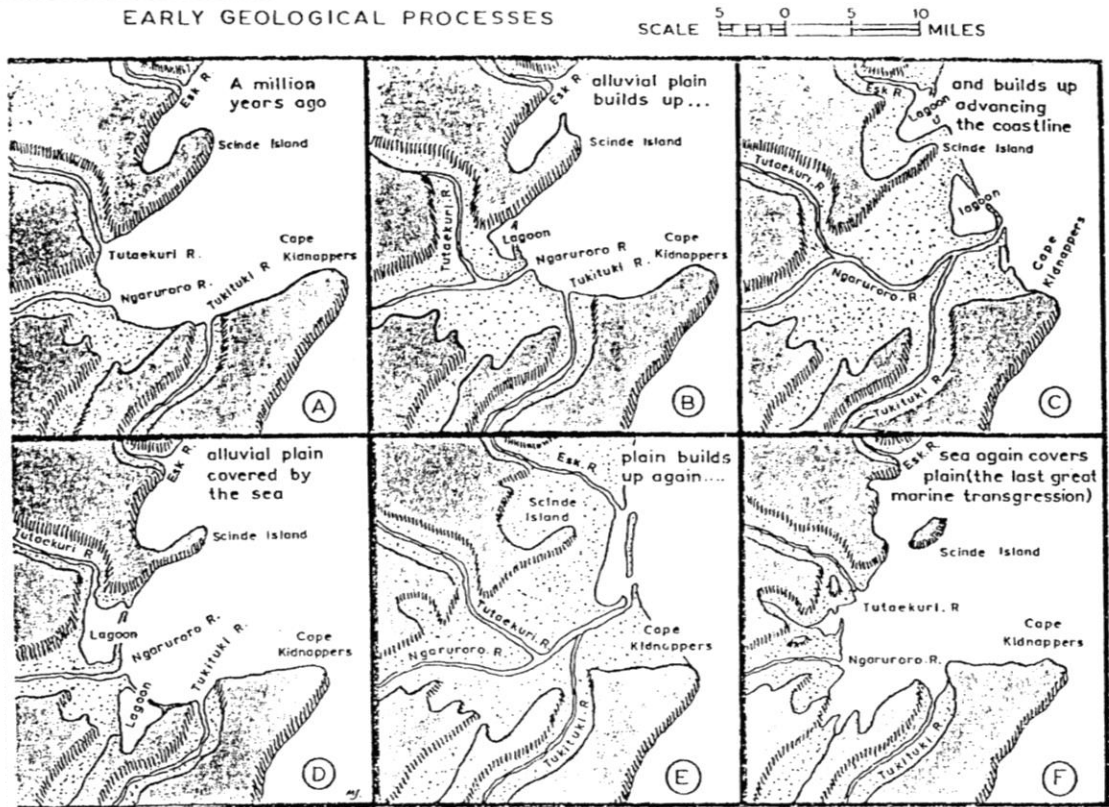 EARLY GEOLOGICAL PROCESSES
SCALE 5 0 5 10 MILES
A million
years ago
Esk R.
Scinde Island
Tutaekuri R.
Ngaruroro R.
Tukituki R
Cape
Kidnappers
A
alluvial plain
builds up...
Esk R
Scinde Island
Tutaekuri. R
Lagoon
Ngaruroro R
Tukituki R.
Cape
Kidnappers
B
and builds up
advancing
the coastline
Esk R.
Lagoon
Scinde Island
Tutaekuri. R
lagoon
Ngaruroro. R
Cape
Kidnappers
Tukituki R
C
alluvial plain
covered by
the sea
Esk R.
Scinde Island
Tutaekuri R
Lagoon
Ngaruroro R.
Tukituki R.
Cape
Kidnappers
Lagoon
D
plain builds
up again....
Esk R.
Scinde
Island
Tutaekuri. R
Ngaruroro. R
Cape
Kidnappers
Tukituki. R
E
sea again covers
plain(the last great
marine transgression)
Esk R.
Scinde Island
Tutaekuri. R
Cape
Kidnappers
Ngaruroro. R.
Tukituki R
F